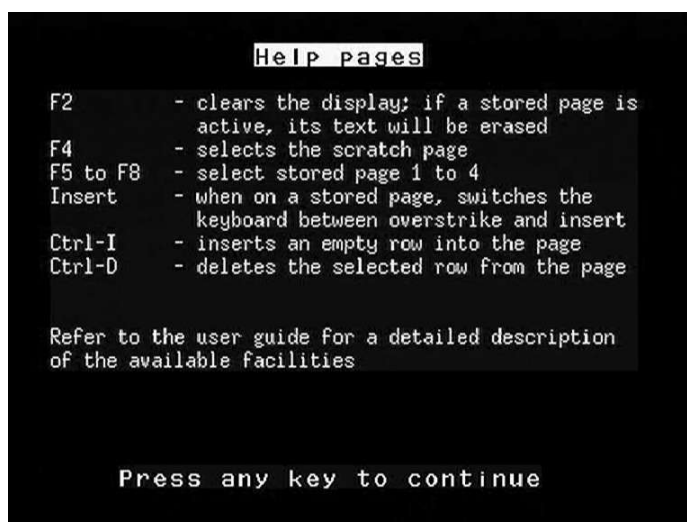 Help pages
F2 - clears the display; if a stored page is
active, its text will be erased
F4 - selects the scratch page
F5 to F8 - select stored page 1 to 4
Insert - when on a stored page, switches the
keyboard between overstrike and insert
Ctrl-I - inserts an empty row into the page
Ctrl-D - deletes the selected row from the page
Refer to the user guide for a detailed description
of the available facilities
Press any key to continue